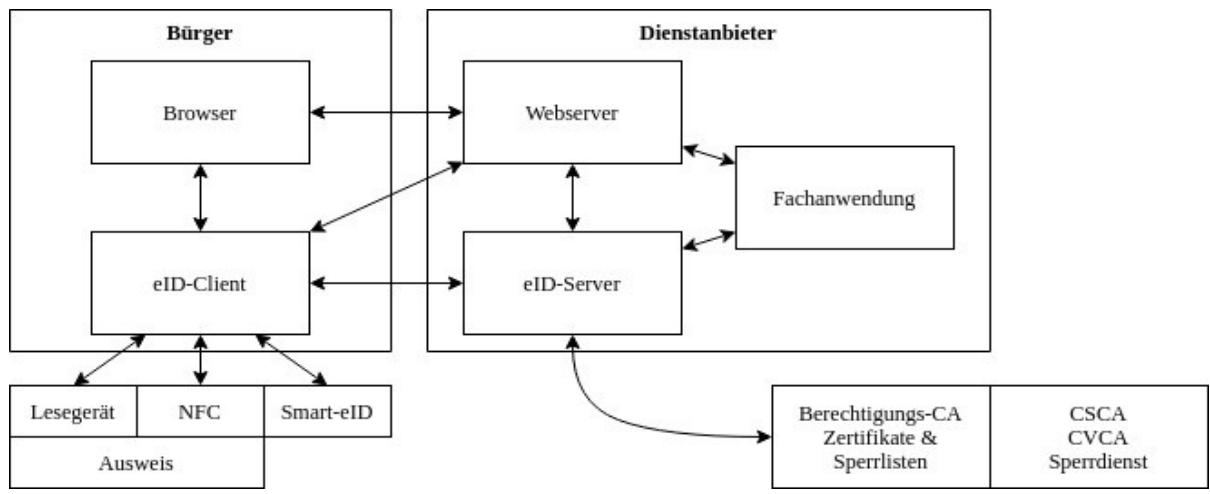 Bürger
Dienstanbieter
Browser
Webserver
Fachanwendung
eID-Client
eID-Server
Lesegerät
NFC
Smart-eID
Ausweis
Berechtigungs-CA
Zertifikate &
Sperrlisten
CSCA
CVCA
Sperrdienst